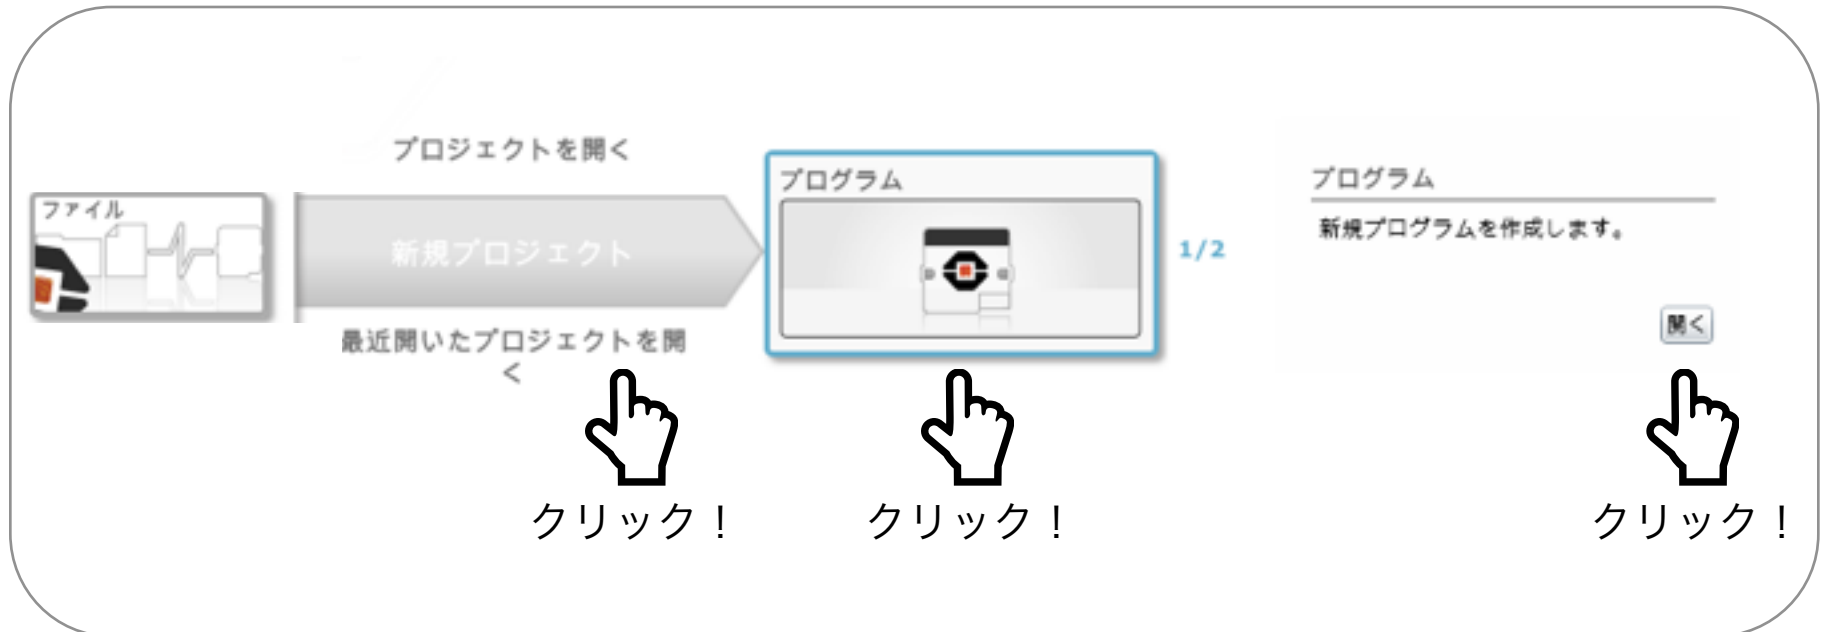 プロジェクトを開く
ファイル
新規プロジェクト
最近開いたプロジェクトを開
く
プログラム
1/2
プログラム
新規プログラムを作成します。
開く
クリック！
クリック！
クリック！